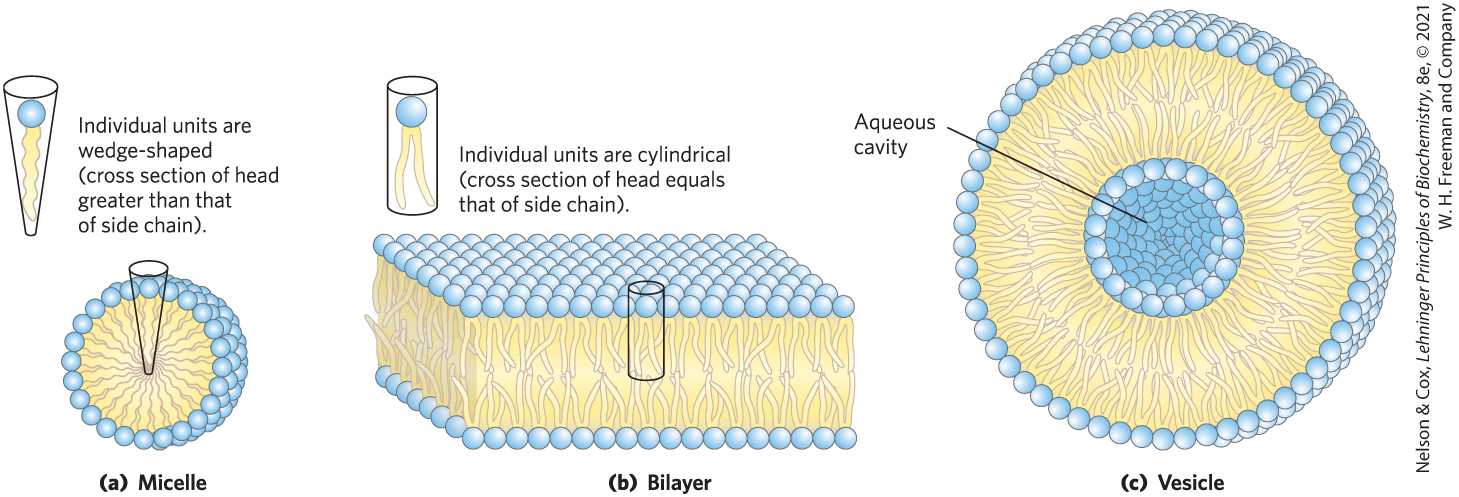 Individual units are
wedge-shaped
(cross section of head
greater than that
of side chain).
(a) Micelle
Individual units are cylindrical
(cross section of head equals
that of side chain).
(b) Bilayer
Aqueous
cavity
(c) Vesicle
Nelson & Cox, Lehninger Principles of Biochemistry, 8e, © 2021
W. H. Freeman and Company